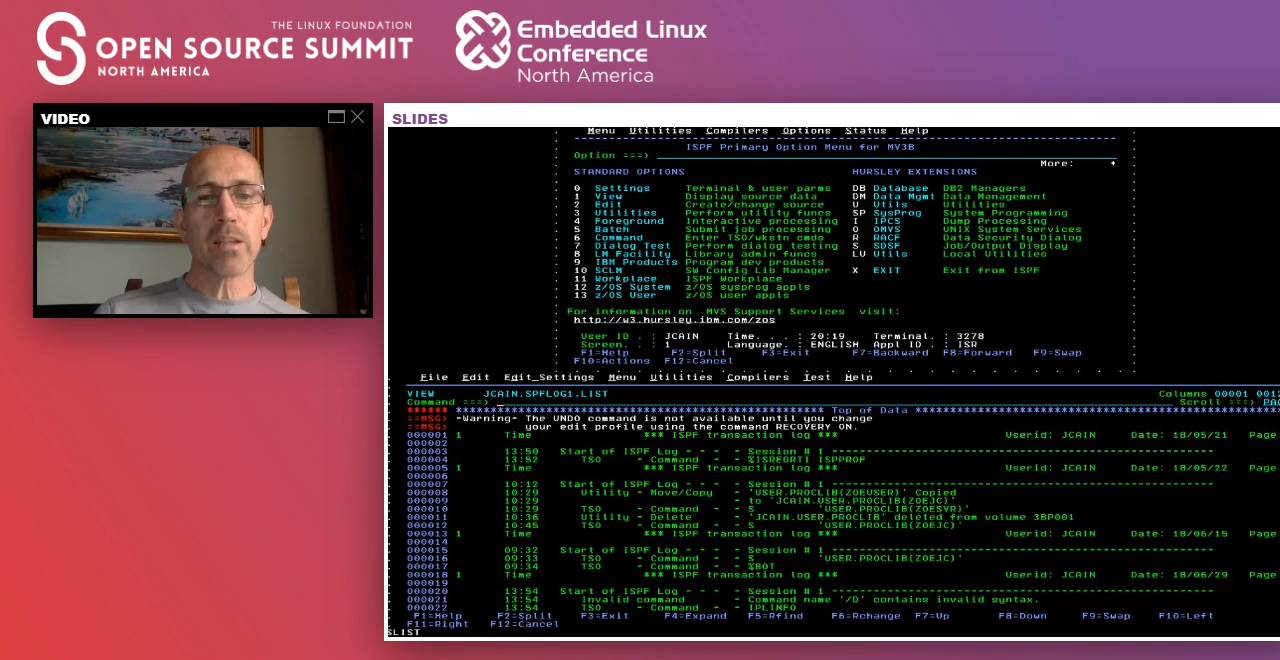 THE LINUX FOUNDATION
OPEN SOURCE SUMMIT
NORTH AMERICA
Embedded Linux
Conference
North America
VIDEO
SLIDES
Menu Utilities Compilers Options Status Help
ISPF Primary Option Menu for MV3B
Option ===>
More: +
STANDARD OPTIONS HURSLEY EXTENSIONS
0 Settings Terminal & user parms DB Database DB2 Managers
1 View Display source data DM Data Mgmt Data Management
2 Edit Create/change source U Utils Utilities
3 Utilities Perform utility funcs SP SysProg System Programming
4 Foreground Interactive processing I IPCS Dump Processing
5 Batch Submit job processing O OMVS UNIX System Services
6 Command Enter TSO/wkstn cmds R RACF Data Security Dialog
7 Dialog Test Perform dialog testing S SDSF Job/Output Display
8 LM Facility Library admin funcs LU Utils Local Utilities
9 IBM Products Program dev products
10 SCLM SW Config Lib Manager X EXIT Exit from ISPF
11 Workplace ISPF Workplace
12 z/OS System z/OS sysprog appls
13 z/OS User z/OS user appls
For information on MVS Support Services visit:
http://w3.hursley.ibm.com/zos
User ID . : JCAIN Time. . . : 20:19 Terminal. : 3278
Screen. . : 1 Language. : ENGLISH Appl ID . : ISR
F1=Help F2=Split F3=Exit F7=Backward F8=Forward F9=Swap
F10=Actions F12=Cancel
File Edit Edit_Settings Menu Utilities Compilers Test Help
VIEW JCAIN.SPFLOG1.LIST Columns 00001 0012
Command ===> Scroll ===> PAG
****** *************************************************** Top of Data ***************************************************
==MSG> -Warning- The UNDO command is not available until you change
==MSG> your edit profile using the command RECOVERY ON.
000001 1 Time *** ISPF transaction log *** Userid: JCAIN Date: 18/05/21 Page
000002
000003 13:50 Start of ISPF Log - - - - Session # 1 -------------------------------------------------------
000004 13:52 TSO - Command - - %ISREDRTI ISPPROF
000005 1 Time *** ISPF transaction log *** Userid: JCAIN Date: 18/05/22 Page
000006
000007 10:12 Start of ISPF Log - - - - Session # 1 -------------------------------------------------------
000008 10:29 Utility - Move/Copy - 'USER.PROCLIB(ZOEUSER)' Copied
000009 10:29 - to 'JCAIN.USER.PROCLIB(ZOEJC)'
000010 10:29 TSO - Command - - S 'USER.PROCLIB(ZOESVR)'
000011 10:36 Utility - Delete - 'JCAIN.USER.PROCLIB' deleted from volume 3BP001
000012 10:45 TSO - Command - - S 'USER.PROCLIB(ZOEJC)'
000013 1 Time *** ISPF transaction log *** Userid: JCAIN Date: 18/06/15 Page
000014
000015 09:32 Start of ISPF Log - - - - Session # 1 -------------------------------------------------------
000016 09:33 TSO - Command - - S 'USER.PROCLIB(ZOEJC)'
000017 09:34 TSO - Command - - %BOT
000018 1 Time *** ISPF transaction log *** Userid: JCAIN Date: 18/06/29 Page
000019
000020 13:54 Start of ISPF Log - - - - Session # 1 -------------------------------------------------------
000021 13:54 Invalid command - Command name '/D' contains invalid syntax.
000022 13:54 TSO - Command - - IPLINFO
F1=Help F2=Split F3=Exit F4=Expand F5=Rfind F6=Rchange F7=Up F8=Down F9=Swap F10=Left
F11=Right F12=Cancel
SLIST